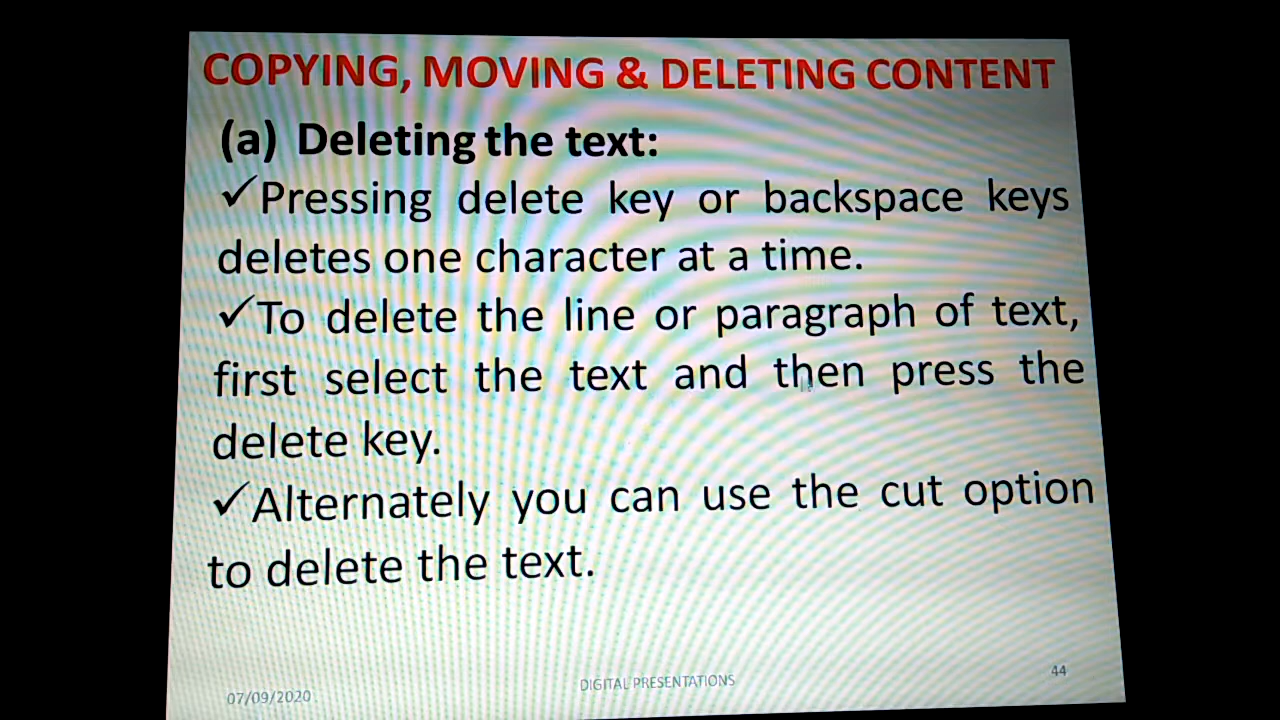 COPYING, MOVING & DELETING CONTENT
(a) Deleting the text:
✓Pressing delete key or backspace keys
deletes one character at a time.
✓To delete the line or paragraph of text,
first select the text and then press the
delete key.
✓Alternately you can use the cut option
to delete the text.
07/09/2020
DIGITAL PRESENTATIONS
44